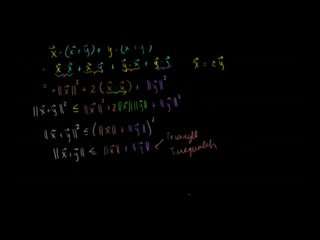 x⃗·(x⃗+y⃗) + y⃗·(x⃗+y⃗)
= x⃗·x⃗ + x⃗·y⃗ + y⃗·x⃗ + y⃗·y⃗ x⃗ = c y⃗
= ||x⃗||² + 2(x⃗·y⃗) + ||y⃗||²
||x⃗+y⃗||² ≤ ||x⃗||² + 2||x⃗||||y⃗|| + ||y⃗||²
||x⃗+y⃗||² ≤ (||x⃗|| + ||y⃗||)²
||x⃗+y⃗|| ≤ ||x⃗|| + ||y⃗|| Triangle
Inequality